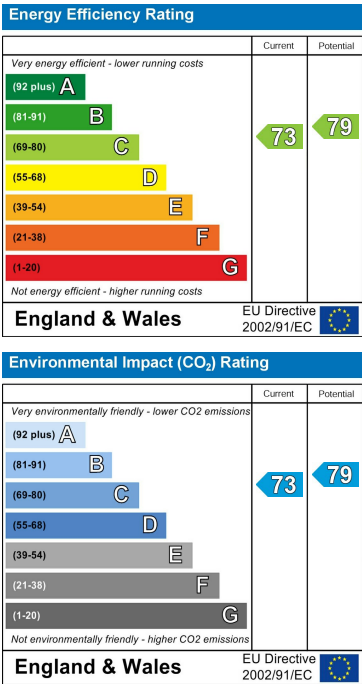 Energy Efficiency Rating
Current Potential
Very energy efficient - lower running costs
(92 plus) A
(81-91) B
(69-80) C
73 79
(55-68) D
(39-54) E
(21-38) F
(1-20) G
Not energy efficient - higher running costs
England & Wales
EU Directive
2002/91/EC
Environmental Impact (CO₂) Rating
Current Potential
Very environmentally friendly - lower CO2 emissions
(92 plus) A
(81-91) B
(69-80) C
73 79
(55-68) D
(39-54) E
(21-38) F
(1-20) G
Not environmentally friendly - higher CO2 emissions
England & Wales
EU Directive
2002/91/EC